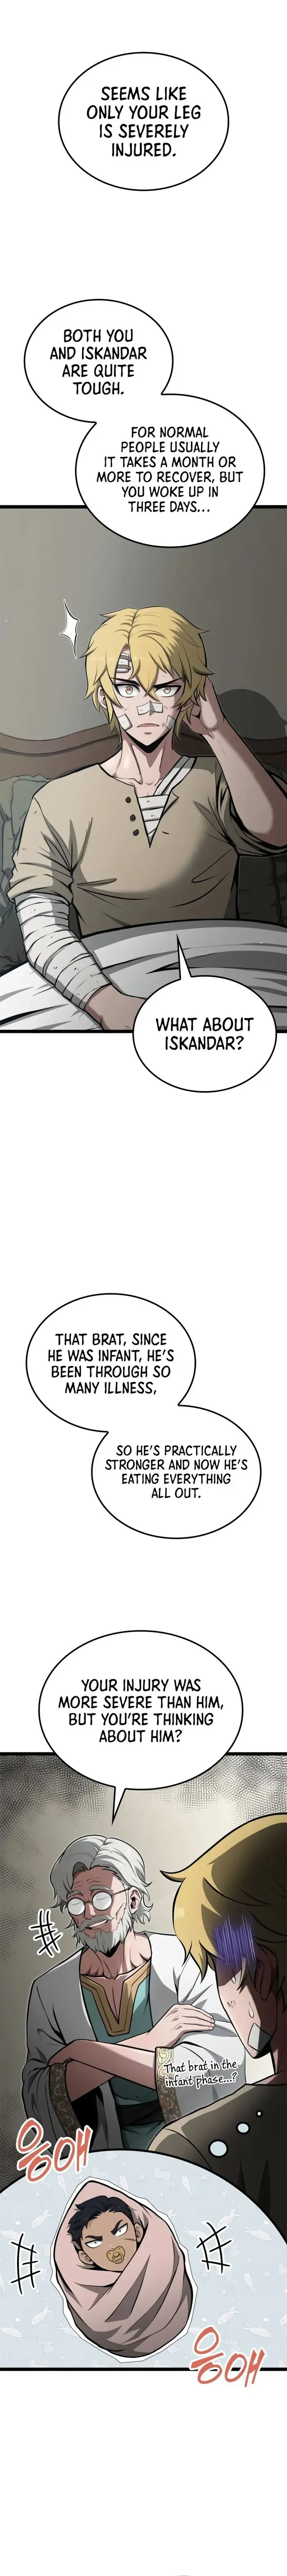 SEEMS LIKE
ONLY YOUR LEG
IS SEVERELY
INJURED.
BOTH YOU
AND ISKANDAR
ARE QUITE
TOUGH.
FOR NORMAL
PEOPLE USUALLY
IT TAKES A MONTH OR
MORE TO RECOVER, BUT
YOU WOKE UP IN
THREE DAYS...
WHAT ABOUT
ISKANDAR?
THAT BRAT, SINCE
HE WAS INFANT, HE'S
BEEN THROUGH SO
MANY ILLNESS,
SO HE'S PRACTICALLY
STRONGER AND NOW HE'S
EATING EVERYTHING
ALL OUT.
YOUR INJURY WAS
MORE SEVERE THAN HIM,
BUT YOU'RE THINKING
ABOUT HIM?
That brat in the
infant phase...?
응애
응애